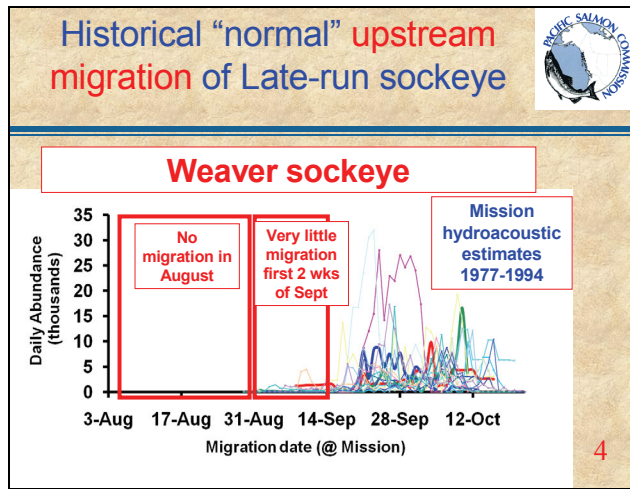 Historical “normal” upstream
migration of Late-run sockeye
PACIFIC SALMON COMMISSION
Weaver sockeye
Daily Abundance
(thousands)
35
30
25
20
15
10
5
0
No
migration in
August
Very little
migration
first 2 wks
of Sept
Mission
hydroacoustic
estimates
1977-1994
3-Aug 17-Aug 31-Aug 14-Sep 28-Sep 12-Oct
Migration date (@ Mission)
4